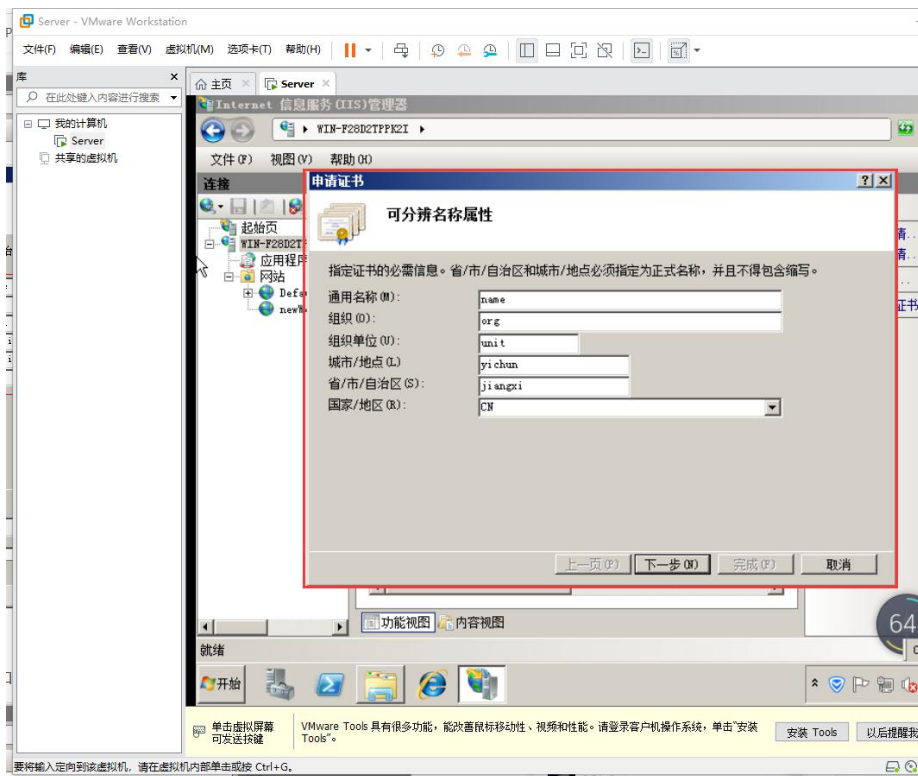 Server - VMware Workstation
文件(F) 编辑(E) 查看(V) 虚拟机(M) 选项卡(T) 帮助(H)
库
在此处键入内容进行搜索
我的计算机
Server
共享的虚拟机
主页 Server
Internet 信息服务(IIS)管理器
WIN-F28D2TPPK2I
文件(F) 视图(V) 帮助(H)
连接
起始页
WIN-F28D2T
应用程序
网站
Defa
newW
申请证书
可分辨名称属性
指定证书的必需信息。省/市/自治区和城市/地点必须指定为正式名称，并且不得包含缩写。
通用名称(M): name
组织(O): org
组织单位(U): unit
城市/地点(L) yichun
省/市/自治区(S): jiangxi
国家/地区(R): CN
上一页(P) 下一步(N) 完成(F) 取消
证书
功能视图 内容视图
64
就绪
开始
单击虚拟屏幕
可发送按键
VMware Tools 具有很多功能，能改善鼠标移动性、视频和性能。请登录客户机操作系统，单击“安装
Tools”。
安装 Tools 以后提醒我
要将输入定向到该虚拟机，请在虚拟机内部单击或按 Ctrl+G。